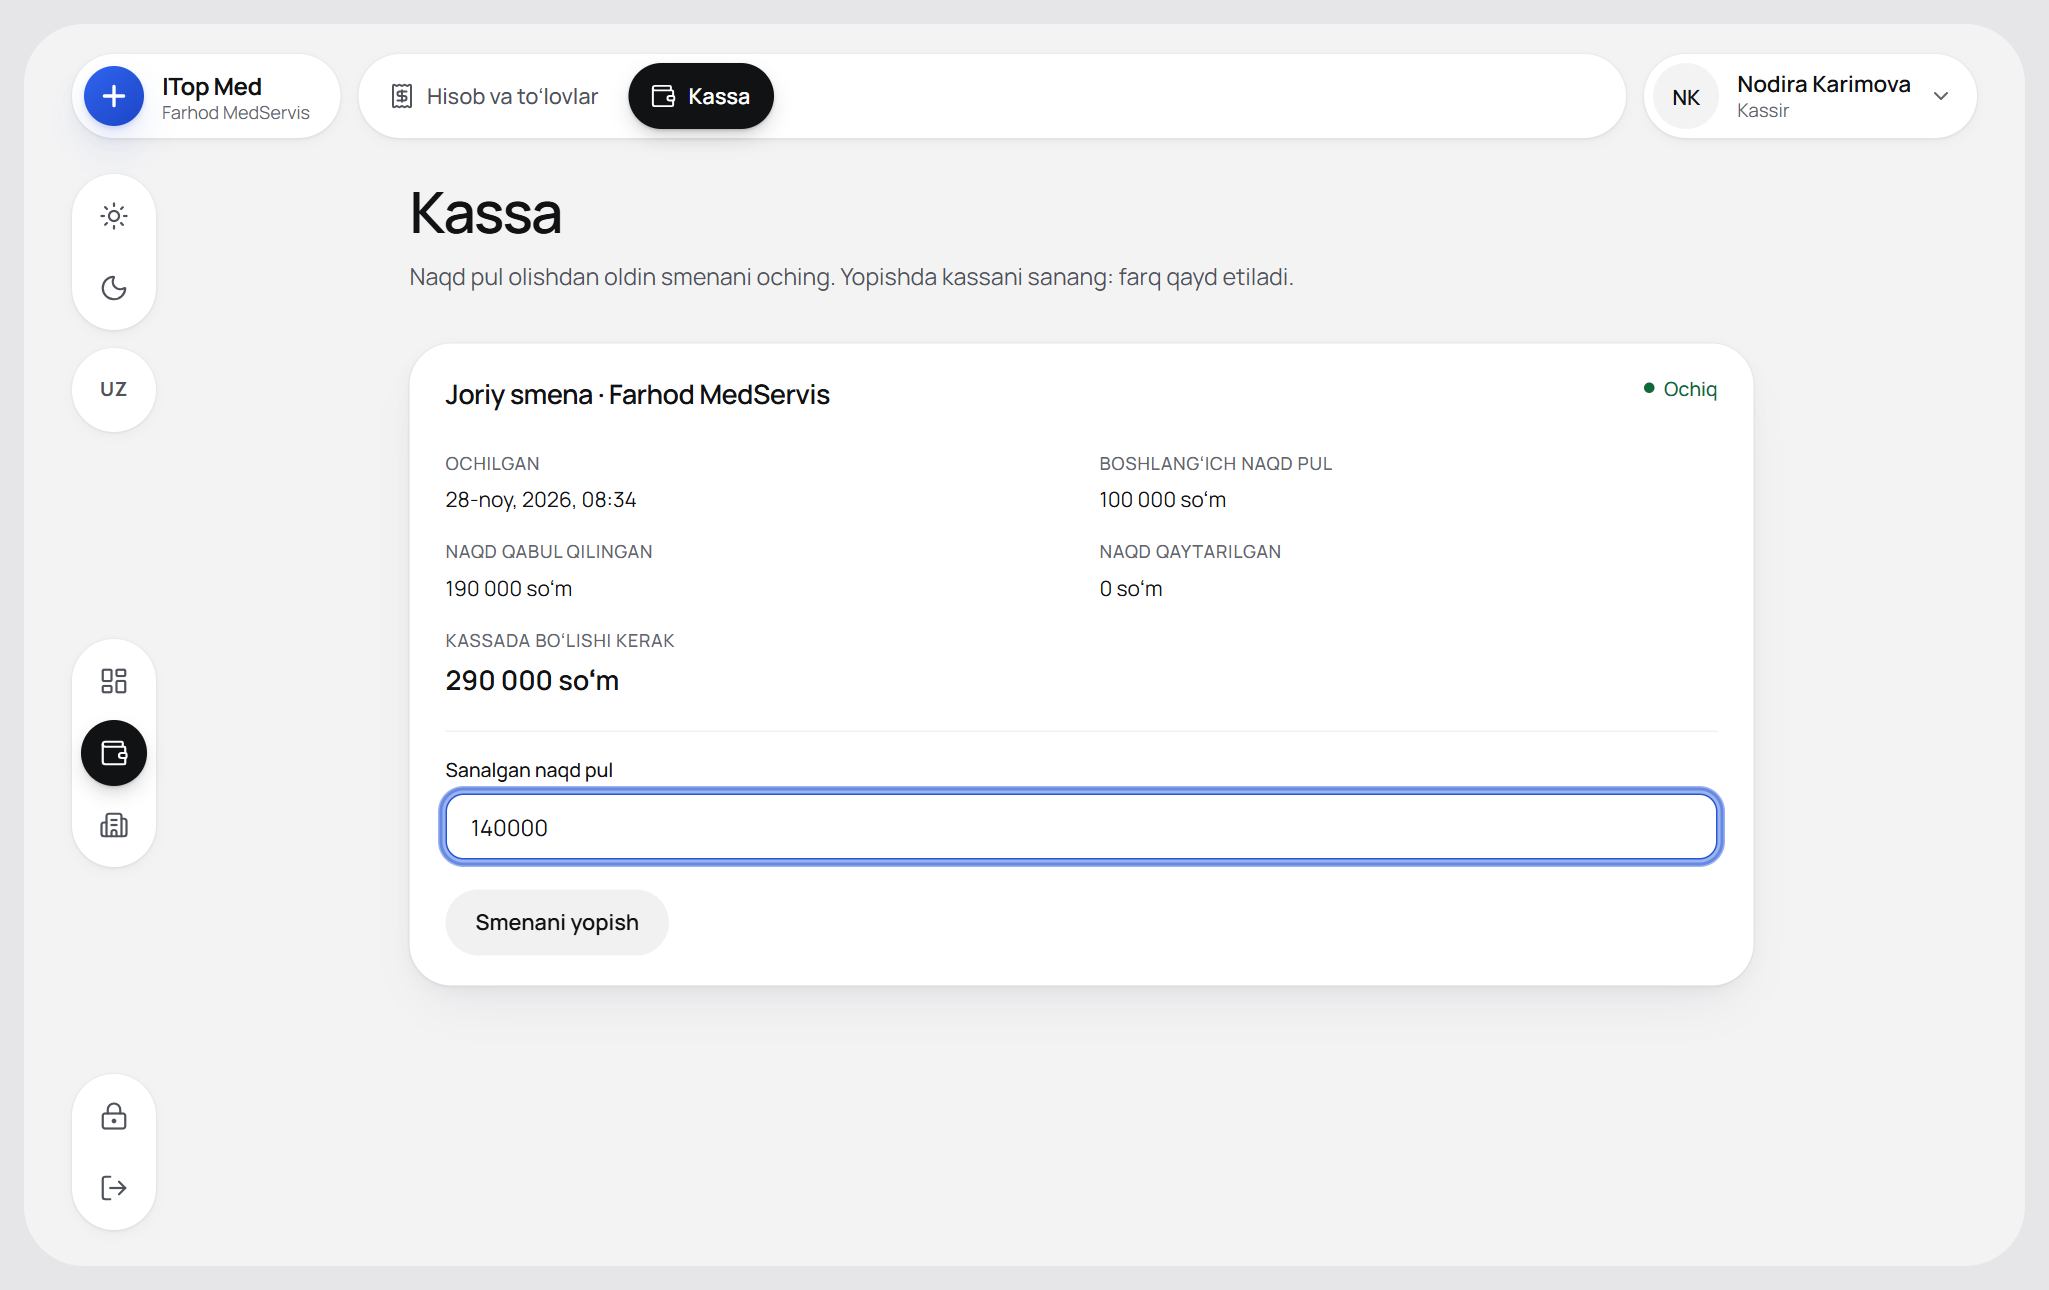 ITop Med
Farhod MedServis
Hisob va to‘lovlar
Kassa
NK
Nodira Karimova
Kassir
UZ
Kassa
Naqd pul olishdan oldin smenani oching. Yopishda kassani sanang: farq qayd etiladi.
Joriy smena · Farhod MedServis
Ochiq
OCHILGAN
28-noy, 2026, 08:34
BOSHLANG‘ICH NAQD PUL
100 000 so‘m
NAQD QABUL QILINGAN
190 000 so‘m
NAQD QAYTARILGAN
0 so‘m
KASSADA BO‘LISHI KERAK
290 000 so‘m
Sanalgan naqd pul
140000
Smenani yopish